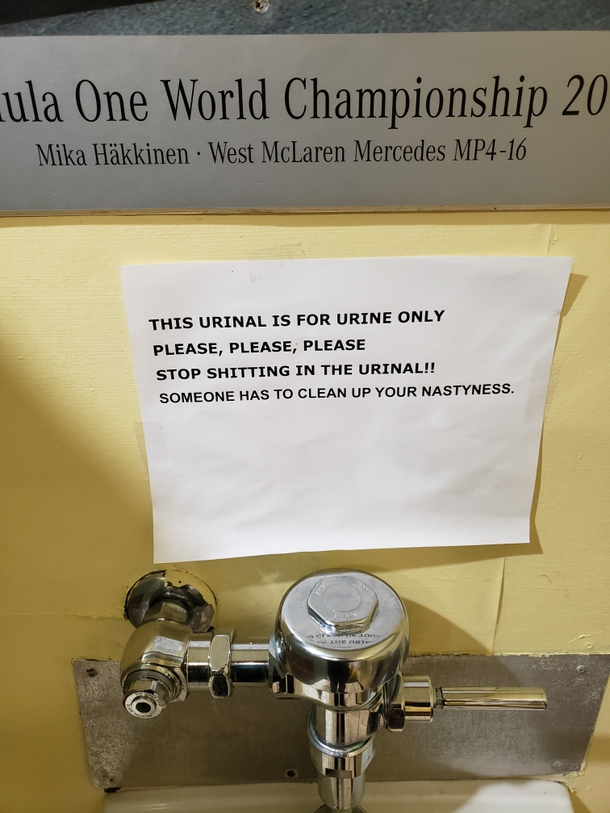 ula One World Championship 20
Mika Häkkinen · West McLaren Mercedes MP4-16
THIS URINAL IS FOR URINE ONLY
PLEASE, PLEASE, PLEASE
STOP SHITTING IN THE URINAL!!
SOMEONE HAS TO CLEAN UP YOUR NASTYNESS.